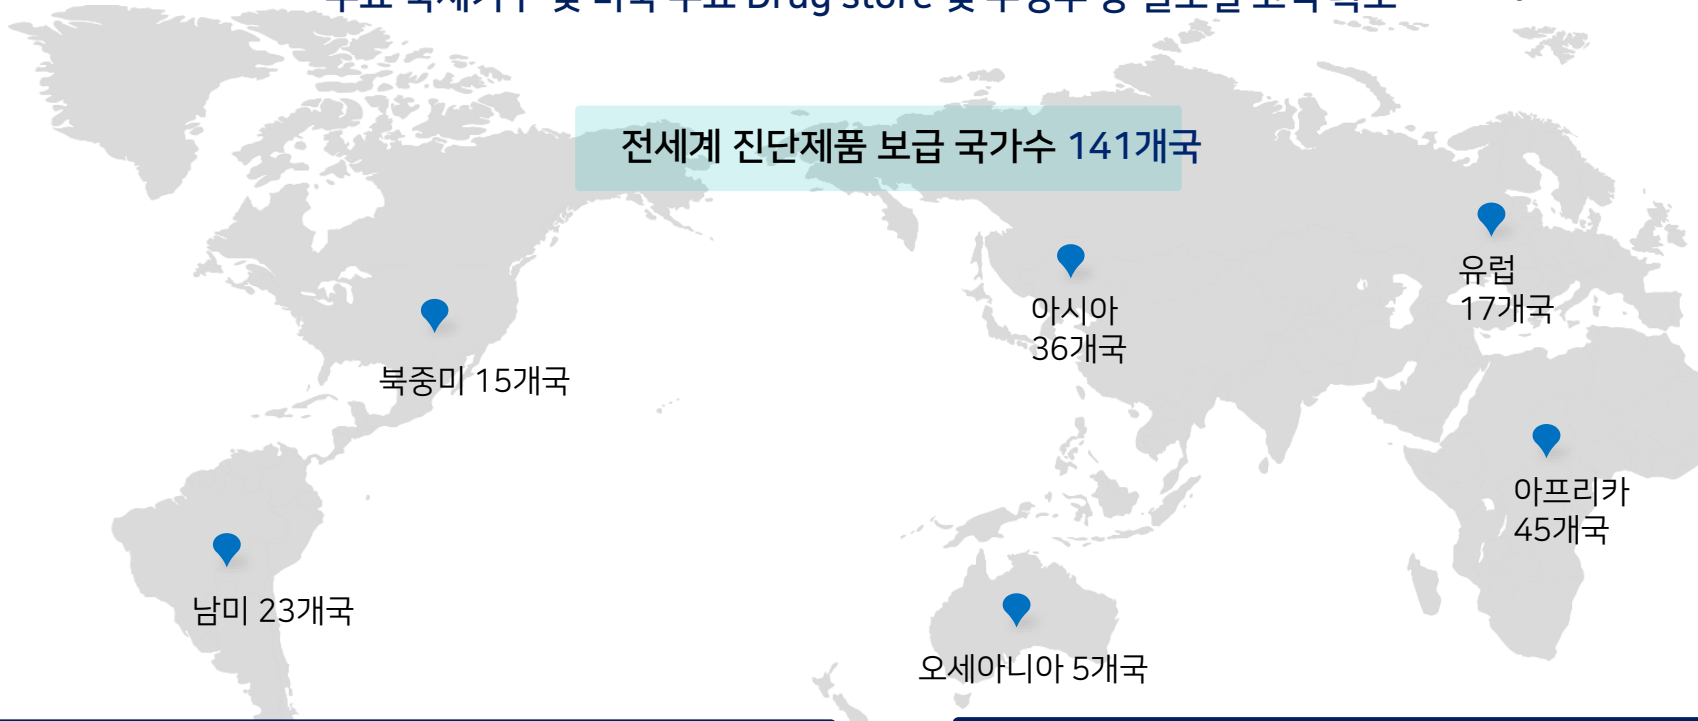 Drug store 및
전세계 진단제품 보급 국가수 141개국
유럽
17개국
아시아
36개국
북중미 15개국
아프리카
45개국
남미 23개국
오세아니아 5개국